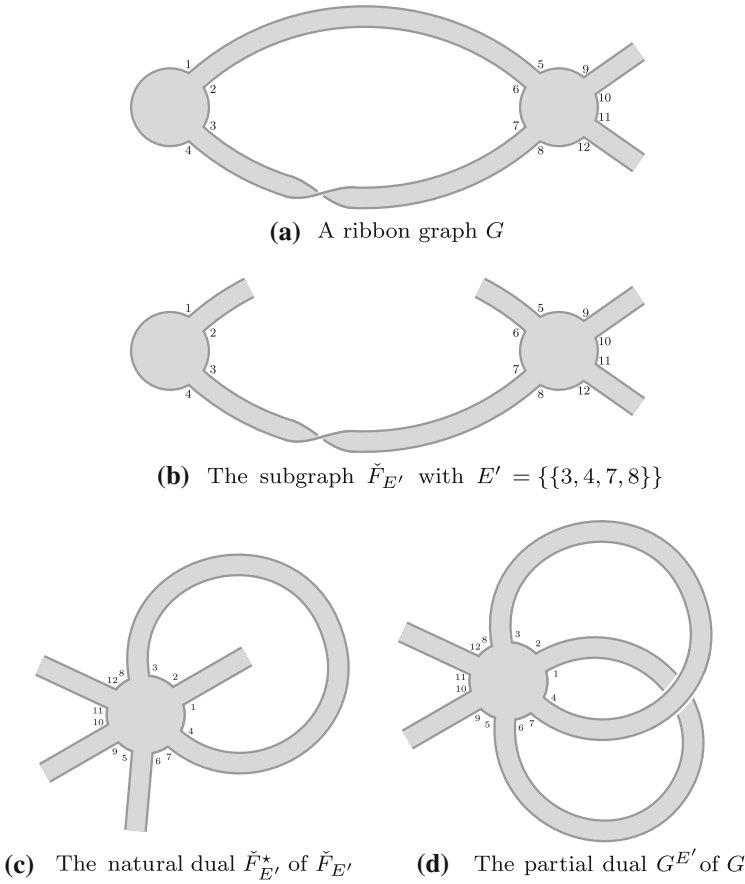 1 5 9
2 6 10
3 7 11
4 8 12
(a) A ribbon graph G
1 5 9
2 6 10
3 7 11
4 8 12
(b) The subgraph F̌_{E′} with E′ = {{3, 4, 7, 8}}
8 3 2 12
11 1
10 4
9 5 6 7
8 3 2 12
11 1
10 4
9 5 6 7
(c) The natural dual F̌⋆_{E′} of F̌_{E′}
(d) The partial dual G^{E′} of G